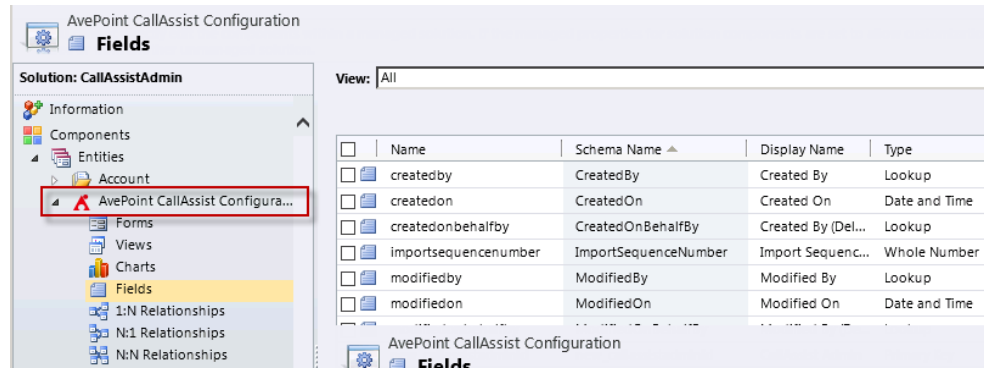 AvePoint CallAssist Configuration
Fields
Solution: CallAssistAdmin
Information
Components
Entities
Account
AvePoint CallAssist Configura...
Forms
Views
Charts
Fields
1:N Relationships
N:1 Relationships
N:N Relationships
View: All
Name Schema Name Display Name Type
createdby CreatedBy Created By Lookup
createdon CreatedOn Created On Date and Time
createdonbehalfby CreatedOnBehalfBy Created By (Del... Lookup
importsequencenumber ImportSequenceNumber Import Sequenc... Whole Number
modifiedby ModifiedBy Modified By Lookup
modifiedon ModifiedOn Modified On Date and Time
AvePoint CallAssist Configuration
Fields